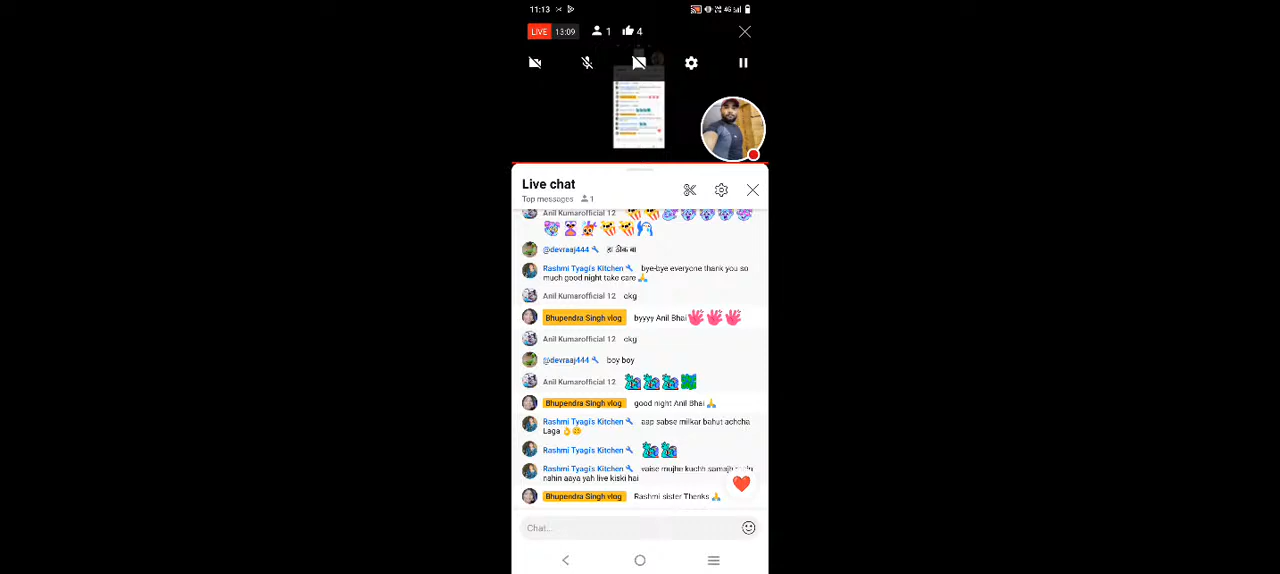 11:13 4G
LIVE 13:09 1 4
Live chat
Top messages 1
Anil Kumarofficial 12
@devraaj444
Rashmi Tyagi's Kitchen bye-bye everyone thank you so
much good night take care 🙏
Anil Kumarofficial 12 ckg
Bhupendra Singh vlog byyyy Anil Bhai
Anil Kumarofficial 12 ckg
@devraaj444 boy boy
Anil Kumarofficial 12
Bhupendra Singh vlog good night Anil Bhai 🙏
Rashmi Tyagi's Kitchen aap sabse milkar bahut achcha
Laga 👌😊
Rashmi Tyagi's Kitchen
Rashmi Tyagi's Kitchen vaise mujhe kuchh
nahin aaya yah live kiski hai
Bhupendra Singh vlog Rashmi sister Thenks 🙏
Chat...